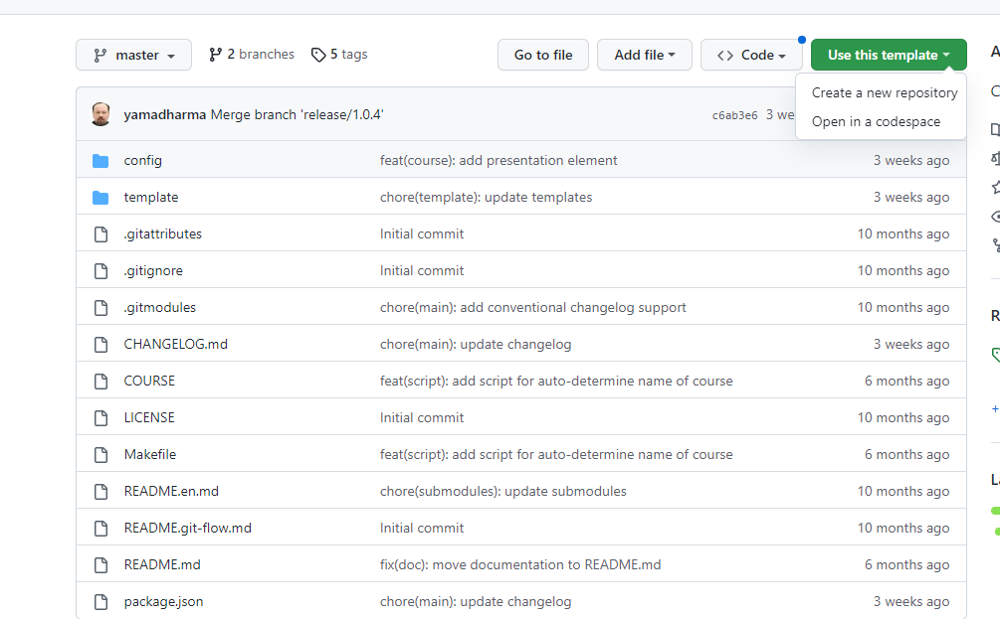 master 2 branches 5 tags Go to file Add file Code Use this template
Create a new repository
Open in a codespace
yamadharma Merge branch 'release/1.0.4' c6ab3e6 3 we
config feat(course): add presentation element 3 weeks ago
template chore(template): update templates 3 weeks ago
.gitattributes Initial commit 10 months ago
.gitignore Initial commit 10 months ago
.gitmodules chore(main): add conventional changelog support 10 months ago
CHANGELOG.md chore(main): update changelog 3 weeks ago
COURSE feat(script): add script for auto-determine name of course 6 months ago
LICENSE Initial commit 10 months ago
Makefile feat(script): add script for auto-determine name of course 6 months ago
README.en.md chore(submodules): update submodules 10 months ago
README.git-flow.md Initial commit 10 months ago
README.md fix(doc): move documentation to README.md 6 months ago
package.json chore(main): update changelog 3 weeks ago